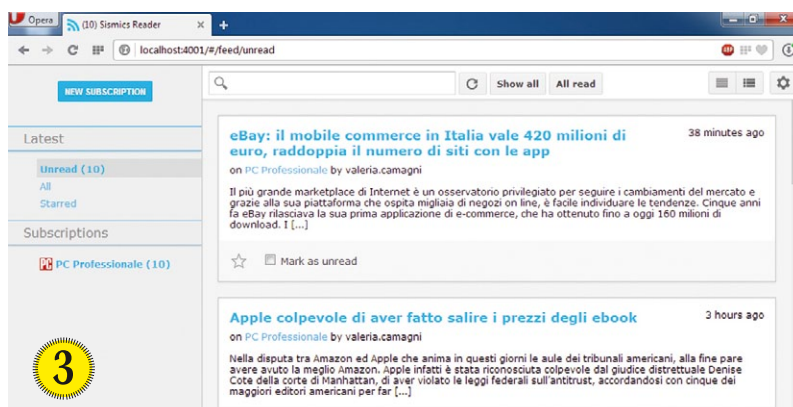 Opera
(10) Sismics Reader
localhost:4001/#/feed/unread
NEW SUBSCRIPTION
Show all
All read
Latest
Unread (10)
All
Starred
Subscriptions
PC Professionale (10)
eBay: il mobile commerce in Italia vale 420 milioni di
38 minutes ago
euro, raddoppia il numero di siti con le app
on PC Professionale by valeria.camagni
Il più grande marketplace di Internet è un osservatorio privilegiato per seguire i cambiamenti del mercato e
grazie alla sua piattaforma che ospita migliaia di negozi on line, è facile individuare le tendenze. Cinque anni
fa eBay rilasciava la sua prima applicazione di e-commerce, che ha ottenuto fino a oggi 160 milioni di
download. I [...]
Mark as unread
Apple colpevole di aver fatto salire i prezzi degli ebook
3 hours ago
on PC Professionale by valeria.camagni
Nella disputa tra Amazon ed Apple che anima in questi giorni le aule dei tribunali americani, alla fine pare
avere avuto la meglio Amazon. Apple infatti è stata riconosciuta colpevole dal giudice distrettuale Denise
Cote della corte di Manhattan, di aver violato le leggi federali sull'antitrust, accordandosi con cinque dei
maggiori editori americani per far [...]
3